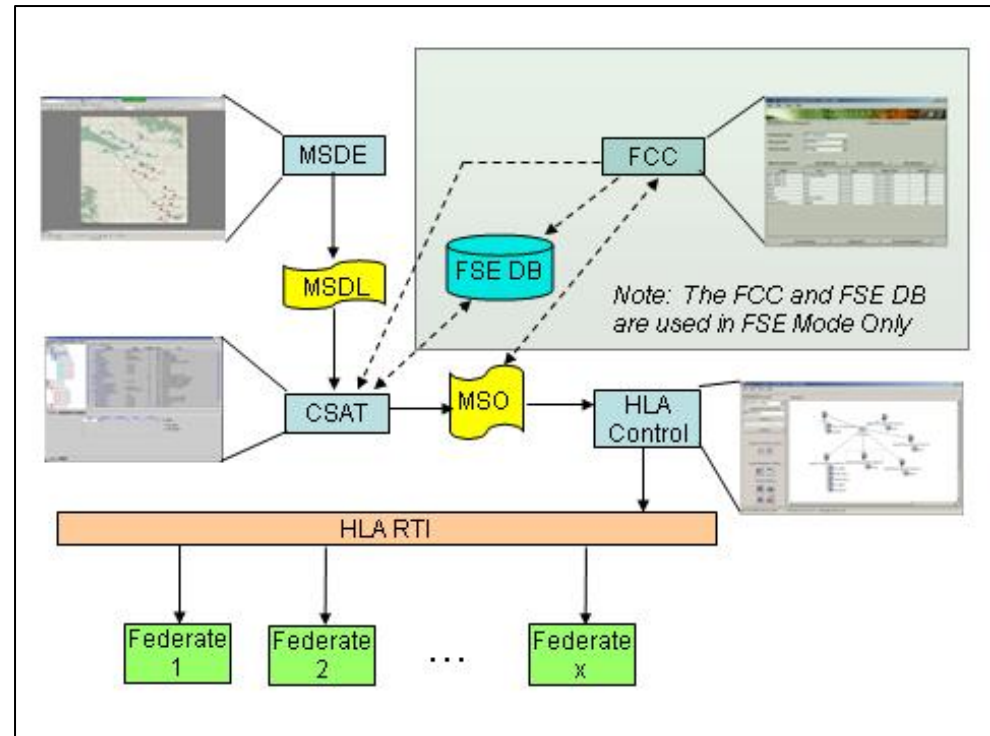 MSDE
FCC
MSDL
FSE DB
Note: The FCC and FSE DB
are used in FSE Mode Only
CSAT
MSO
HLA
Control
HLA RTI
Federate
1
Federate
2
...
Federate
x